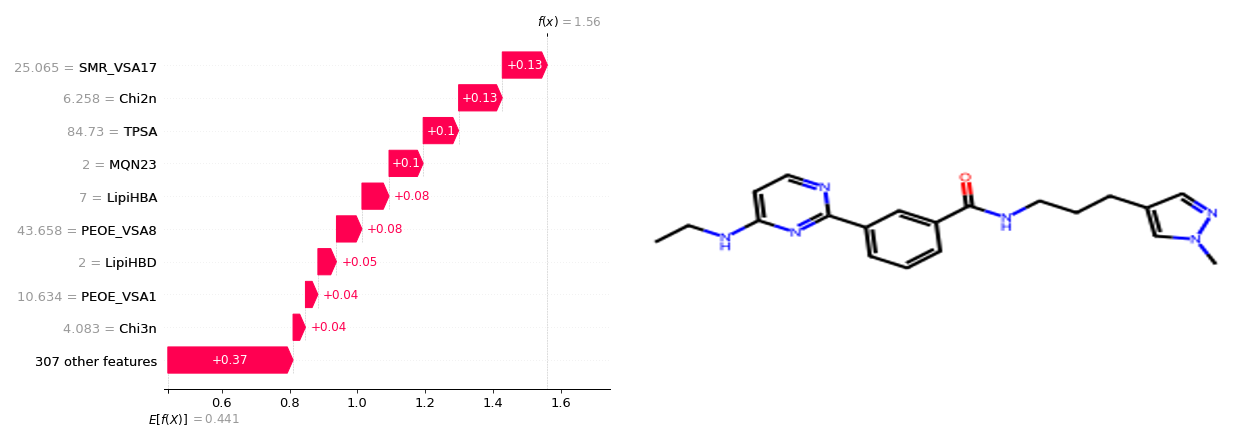 f(x) = 1.56
25.065 = SMR_VSA17
+0.13
6.258 = Chi2n
+0.13
84.73 = TPSA
+0.1
2 = MQN23
+0.1
7 = LipiHBA
+0.08
43.658 = PEOE_VSA8
+0.08
2 = LipiHBD
+0.05
10.634 = PEOE_VSA1
+0.04
4.083 = Chi3n
+0.04
307 other features
+0.37
0.6 0.8 1.0 1.2 1.4 1.6
E[f(X)] = 0.441
O
N
N
H
N
N
H
N
N